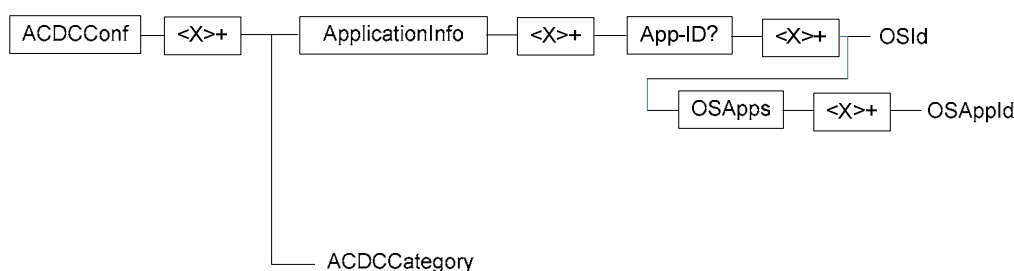 ACDCConf <X>+ ApplicationInfo <X>+ App-ID? <X>+ OSId
OSApps <X>+ OSAppId
ACDCCategory